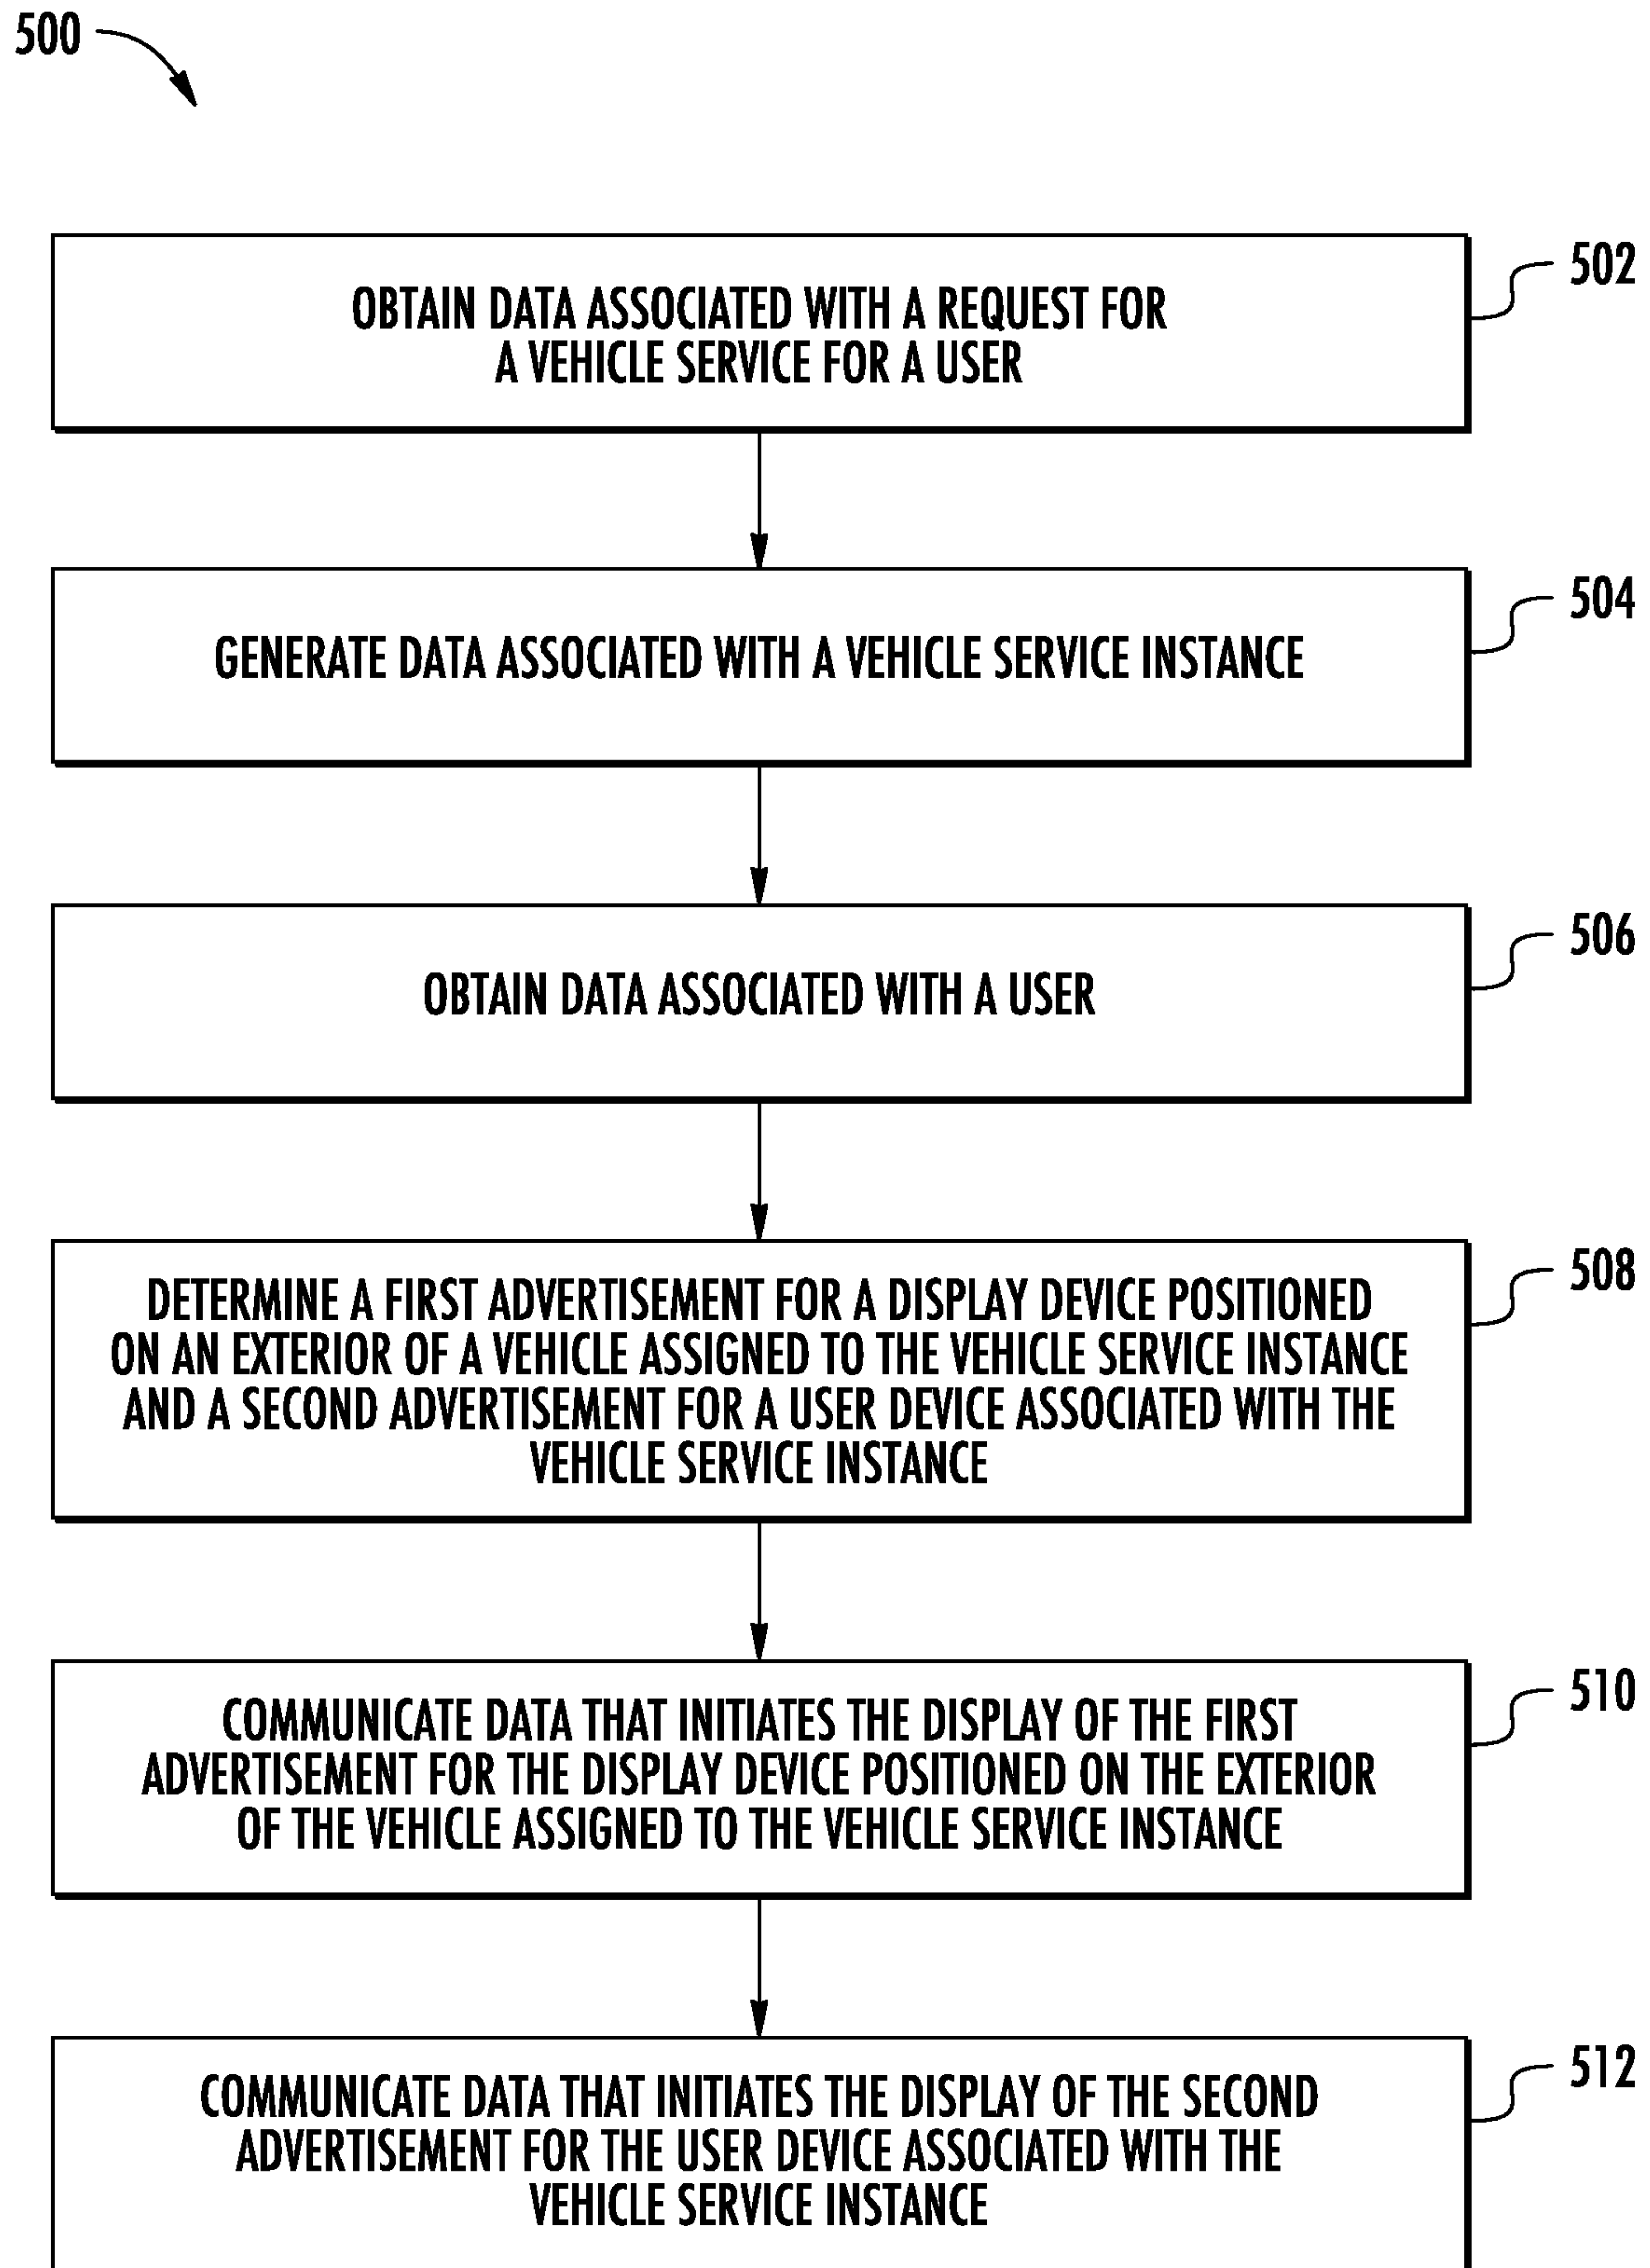 500
OBTAIN DATA ASSOCIATED WITH A REQUEST FOR
A VEHICLE SERVICE FOR A USER
502
GENERATE DATA ASSOCIATED WITH A VEHICLE SERVICE INSTANCE
504
OBTAIN DATA ASSOCIATED WITH A USER
506
DETERMINE A FIRST ADVERTISEMENT FOR A DISPLAY DEVICE POSITIONED
ON AN EXTERIOR OF A VEHICLE ASSIGNED TO THE VEHICLE SERVICE INSTANCE
AND A SECOND ADVERTISEMENT FOR A USER DEVICE ASSOCIATED WITH THE
VEHICLE SERVICE INSTANCE
508
COMMUNICATE DATA THAT INITIATES THE DISPLAY OF THE FIRST
ADVERTISEMENT FOR THE DISPLAY DEVICE POSITIONED ON THE EXTERIOR
OF THE VEHICLE ASSIGNED TO THE VEHICLE SERVICE INSTANCE
510
COMMUNICATE DATA THAT INITIATES THE DISPLAY OF THE SECOND
ADVERTISEMENT FOR THE USER DEVICE ASSOCIATED WITH THE
VEHICLE SERVICE INSTANCE
512